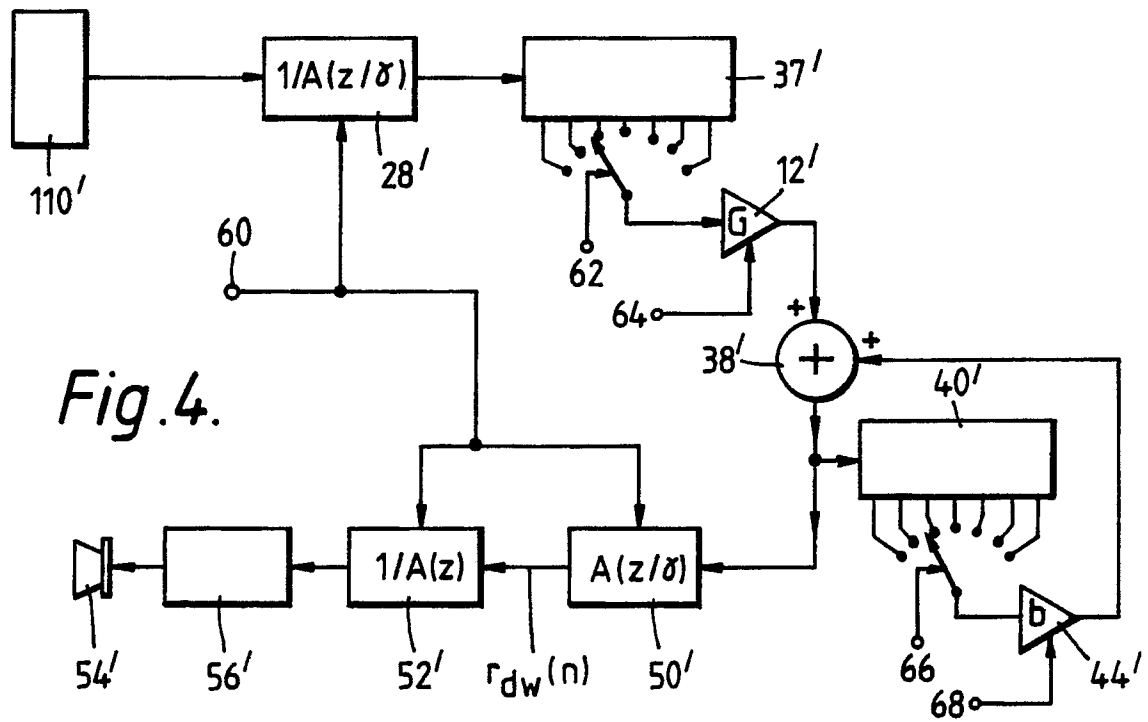 1/A(z/γ)
37'
110'
28'
12'
G
60
62
64
+
+
38'
+
40'
Fig.4.
1/A(z)
A(z/γ)
b
54'
56'
52'
r_dw(n)
50'
66
44'
68